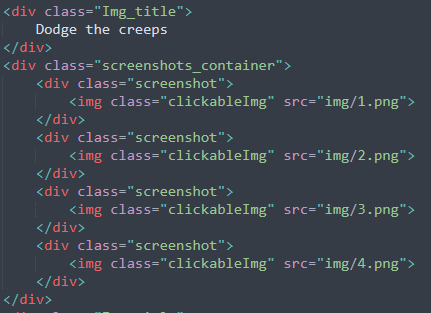 <div class="Img_title">
Dodge the creeps
</div>
<div class="screenshots_container">
<div class="screenshot">
<img class="clickableImg" src="img/1.png">
</div>
<div class="screenshot">
<img class="clickableImg" src="img/2.png">
</div>
<div class="screenshot">
<img class="clickableImg" src="img/3.png">
</div>
<div class="screenshot">
<img class="clickableImg" src="img/4.png">
</div>
</div>